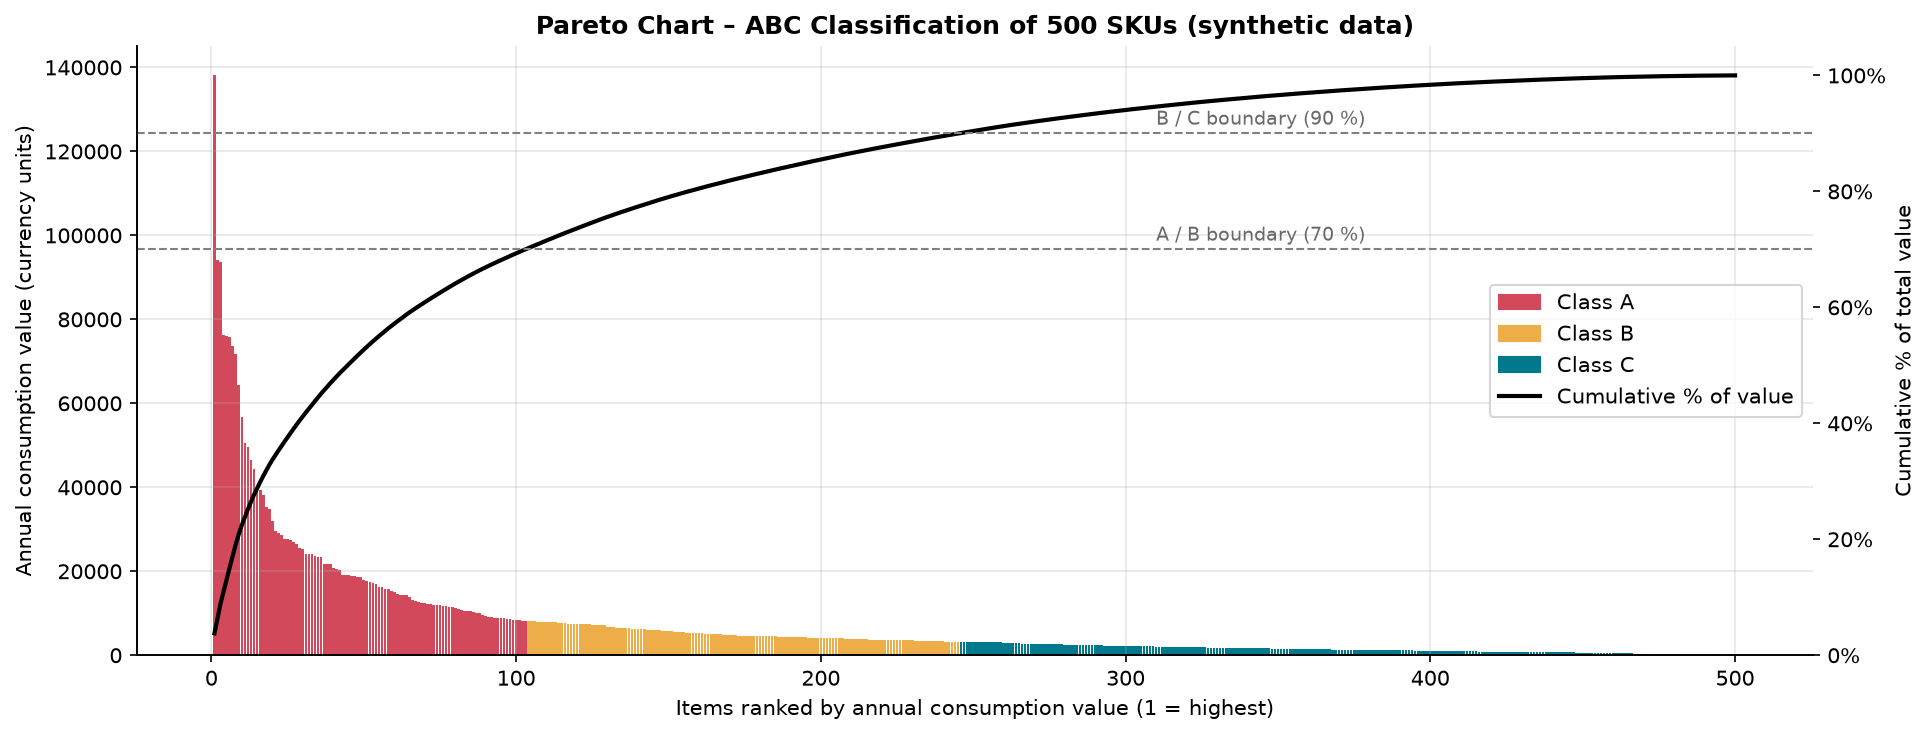 Pareto Chart – ABC Classification of 500 SKUs (synthetic data)
Annual consumption value (currency units)
140000
120000
100000
80000
60000
40000
20000
0
B / C boundary (90 %)
A / B boundary (70 %)
Class A
Class B
Class C
Cumulative % of value
100%
80%
60%
40%
20%
0%
Cumulative % of total value
0 100 200 300 400 500
Items ranked by annual consumption value (1 = highest)